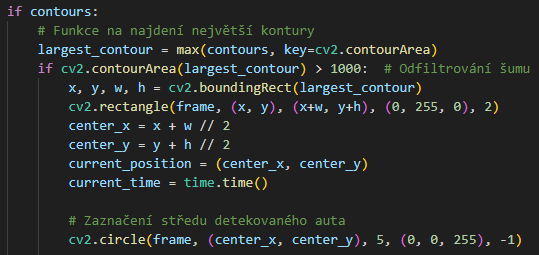 if contours:
    # Funkce na najdení největší kontury
    largest_contour = max(contours, key=cv2.contourArea)
    if cv2.contourArea(largest_contour) > 1000:  # Odfiltrování šumu
        x, y, w, h = cv2.boundingRect(largest_contour)
        cv2.rectangle(frame, (x, y), (x+w, y+h), (0, 255, 0), 2)
        center_x = x + w // 2
        center_y = y + h // 2
        current_position = (center_x, center_y)
        current_time = time.time()

        # Zaznačení středu detekovaného auta
        cv2.circle(frame, (center_x, center_y), 5, (0, 0, 255), -1)